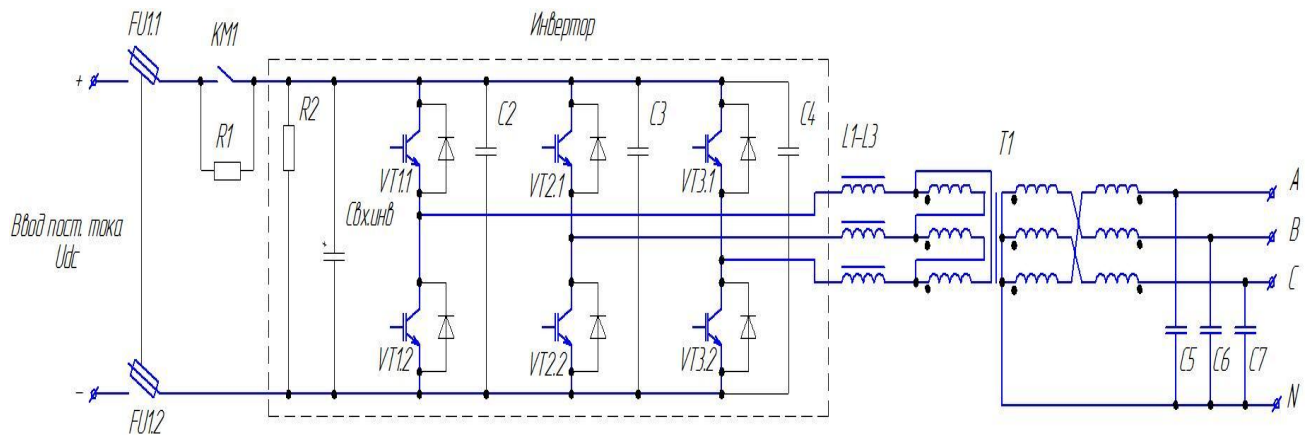 FU1.1
KM1
Инвертор
+
R1
R2
C2
C3
C4
L1-L3
T1
VT1.1
VT2.1
VT3.1
A
B
C
Ввод пост. тока
Udc
Cвх.инв
+
VT1.2
VT2.2
VT3.2
C5
C6
C7
-
FU1.2
N